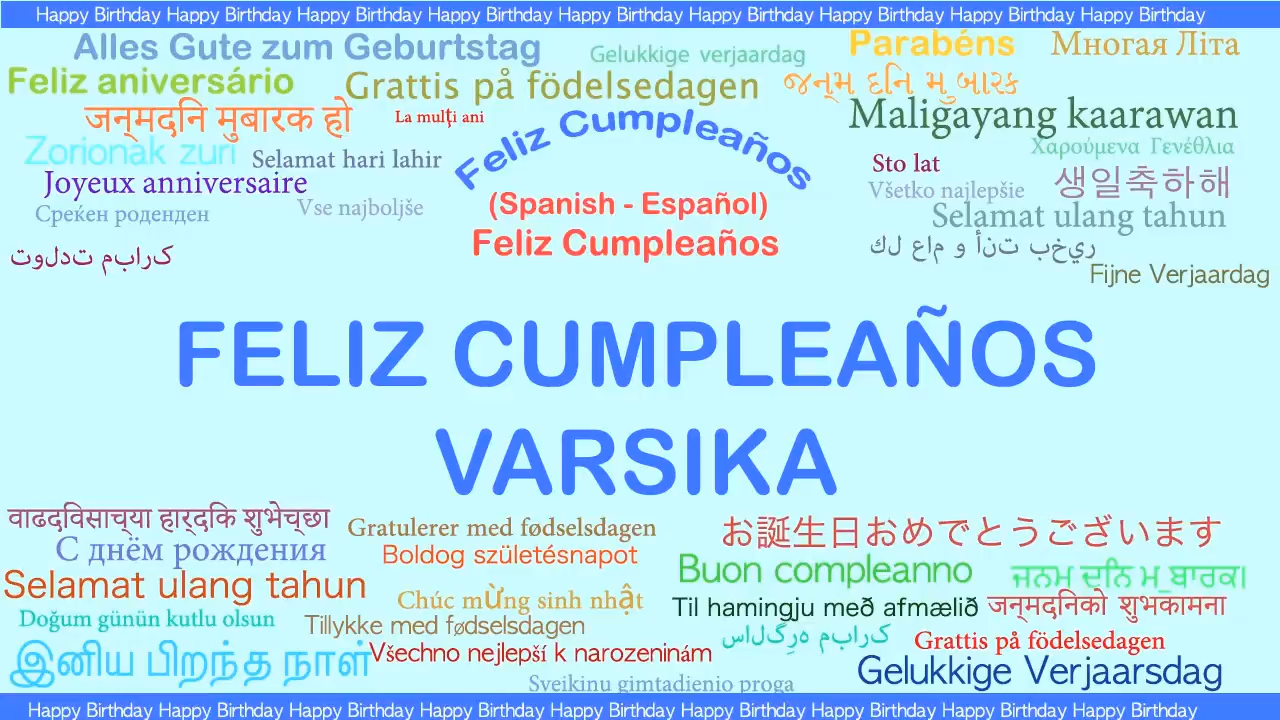 Happy Birthday Happy Birthday Happy Birthday Happy Birthday Happy Birthday Happy Birthday Happy Birthday Happy Birthday Happy Birthday
Alles Gute zum Geburtstag
Gelukkige verjaardag
Parabéns
Многая Літа
Feliz aniversário
Grattis på födelsedagen
જન્મ દિન મુબારક
जन्मदिन मुबारक हो
La mulţi ani
Feliz Cumpleaños
Maligayang kaarawan
Zorionak zuri
Selamat hari lahir
Sto lat
Χαρούμενα Γενέθλια
Joyeux anniversaire
Všetko najlepšie
생일축하해
Срећен роденден
Vse najboljše
(Spanish - Español)
Selamat ulang tahun
Feliz Cumpleaños
تولدت مبارک
كل عام و أنت بخير
Fijne Verjaardag
FELIZ CUMPLEAÑOS
VARSIKA
वाढदिवसाच्या हार्दिक शुभेच्छा
Gratulerer med fødselsdagen
お誕生日おめでとうございます
С днём рождения
Boldog születésnapot
Buon compleanno
ਜਨਮ ਦਿਨ ਮੁਬਾਰਕ।
Selamat ulang tahun
Chúc mừng sinh nhật
Til hamingju með afmælið
जन्मदिनको शुभकामना
Doğum günün kutlu olsun
Tillykke med fødselsdagen
سالگرہ مبارک
Grattis på födelsedagen
இனிய பிறந்த நாள்
Všechno nejlepší k narozeninám
Gelukkige Verjaarsdag
Sveikinu gimtadienio proga
Happy Birthday Happy Birthday Happy Birthday Happy Birthday Happy Birthday Happy Birthday Happy Birthday Happy Birthday Happy Birthday